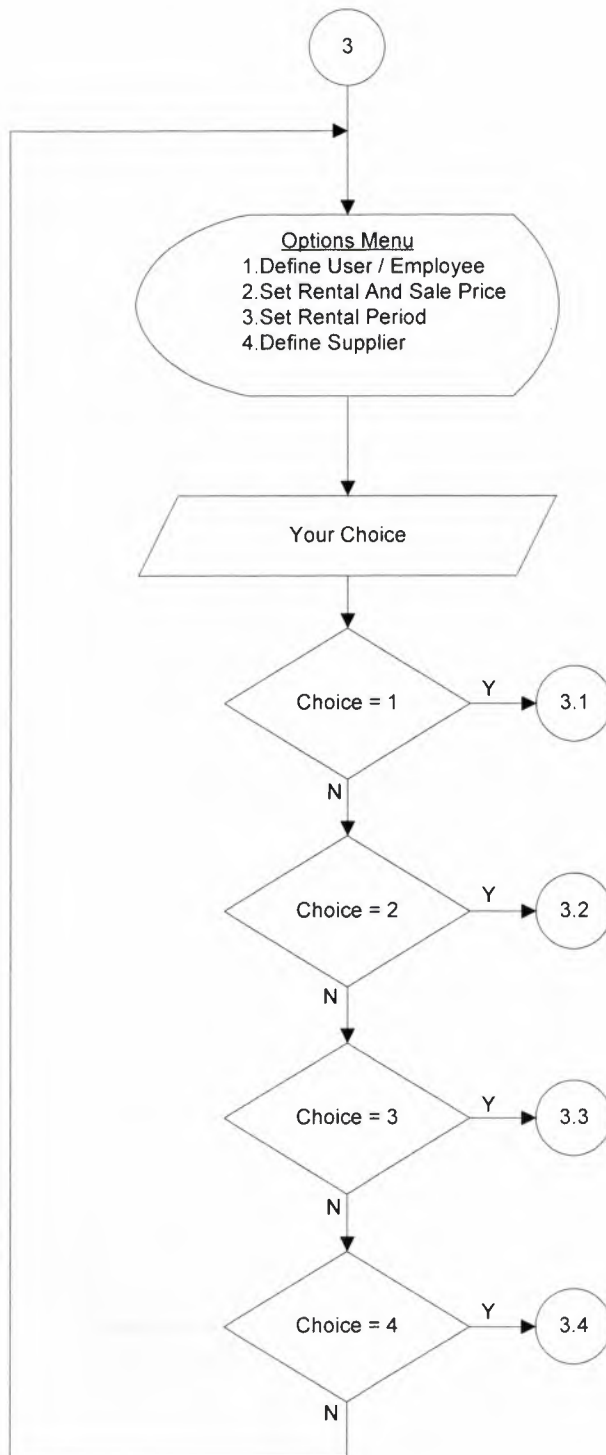 3
Options Menu
1.Define User / Employee
2.Set Rental And Sale Price
3.Set Rental Period
4.Define Supplier
Your Choice
Choice = 1
Y
3.1
N
Choice = 2
Y
3.2
N
Choice = 3
Y
3.3
N
Choice = 4
Y
3.4
N